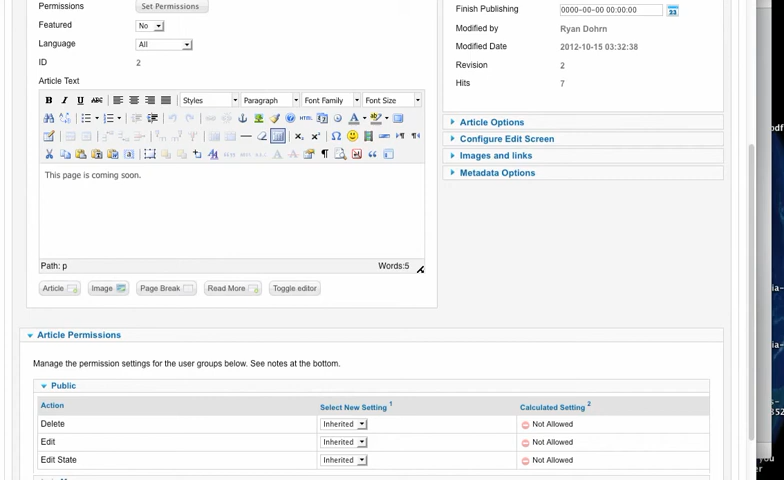 Permissions Set Permissions
Featured No
Language All
ID 2
Article Text
B I U ABC Styles Paragraph Font Family Font Size
HTML
This page is coming soon.
Path: p Words:5
Article Image Page Break Read More Toggle editor
Finish Publishing 0000-00-00 00:00:00
Modified by Ryan Dohrn
Modified Date 2012-10-15 03:32:38
Revision 2
Hits 7
Article Options
Configure Edit Screen
Images and links
Metadata Options
Article Permissions
Manage the permission settings for the user groups below. See notes at the bottom.
Public
Action Select New Setting 1 Calculated Setting 2
Delete Inherited Not Allowed
Edit Inherited Not Allowed
Edit State Inherited Not Allowed